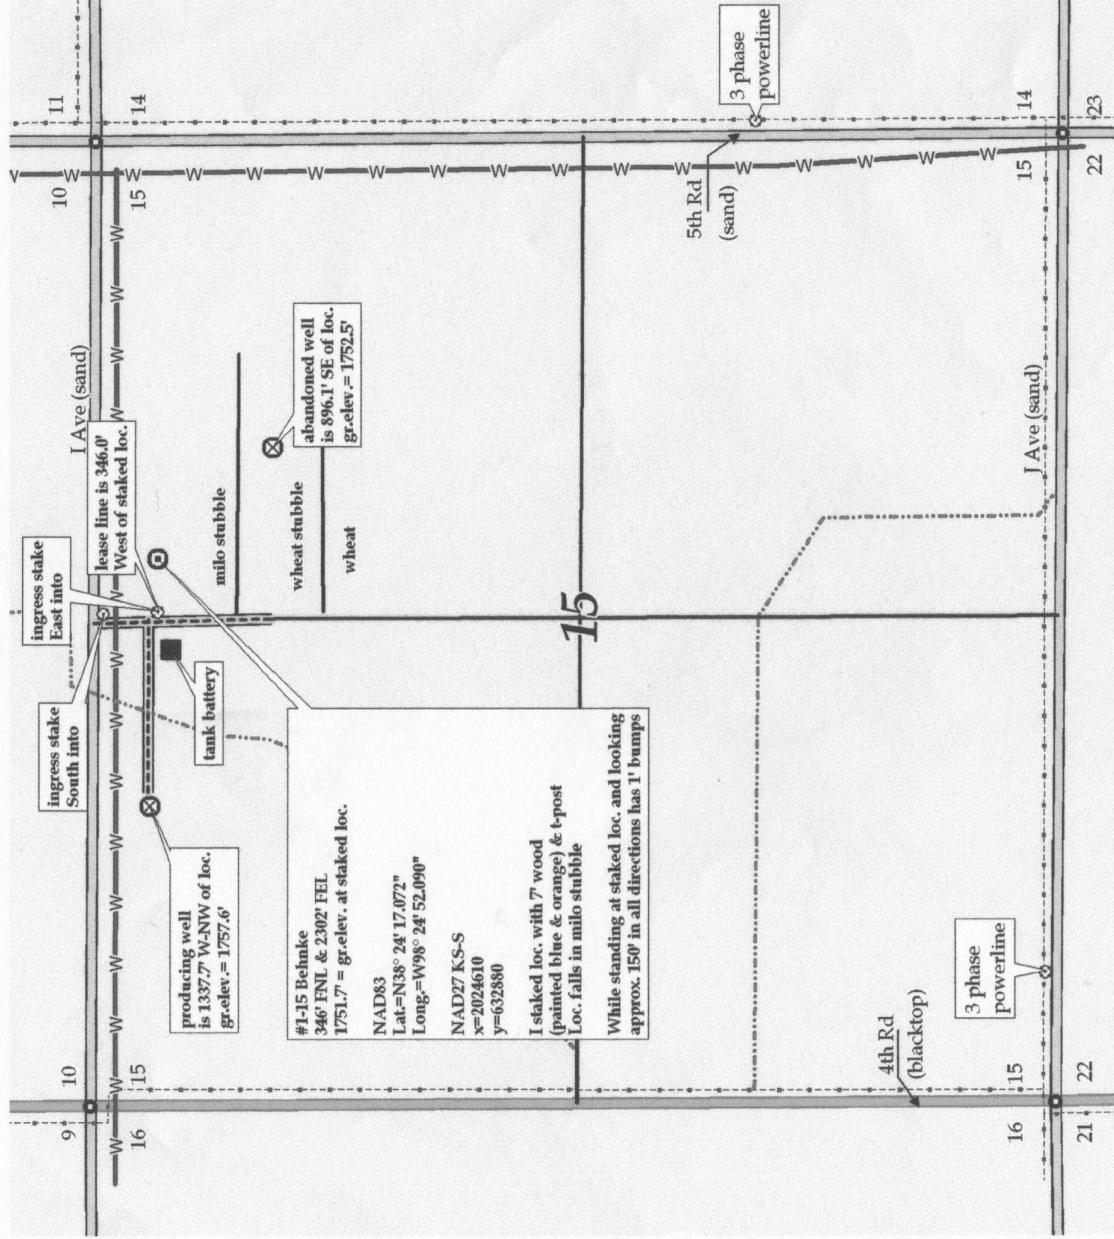 9
10
10
11
16
15
15
14
I Ave (sand)
ingress stake
South into
ingress stake
East into
lease line is 346.0'
West of staked loc.
tank battery
producing well
is 1337.7' W-NW of loc.
gr.elev.= 1757.6'
milo stubble
wheat stubble
wheat
abandoned well
is 896.1' SE of loc.
gr.elev.= 1752.5'
#1-15 Behnke
346' FNL & 2302' FEL
1751.7' = gr.elev. at staked loc.
NAD83
Lat.=N38° 24' 17.072"
Long.=W98° 24' 52.090"
NAD27 KS-S
x=2024610
y=632880
I staked loc. with 7' wood
(painted blue & orange) & t-post
Loc. falls in milo stubble
While standing at staked loc. and looking
approx. 150' in all directions has 1' bumps
15
5th Rd
(sand)
3 phase
powerline
4th Rd
(blacktop)
3 phase
powerline
J Ave (sand)
16
15
15
14
21
22
22
23